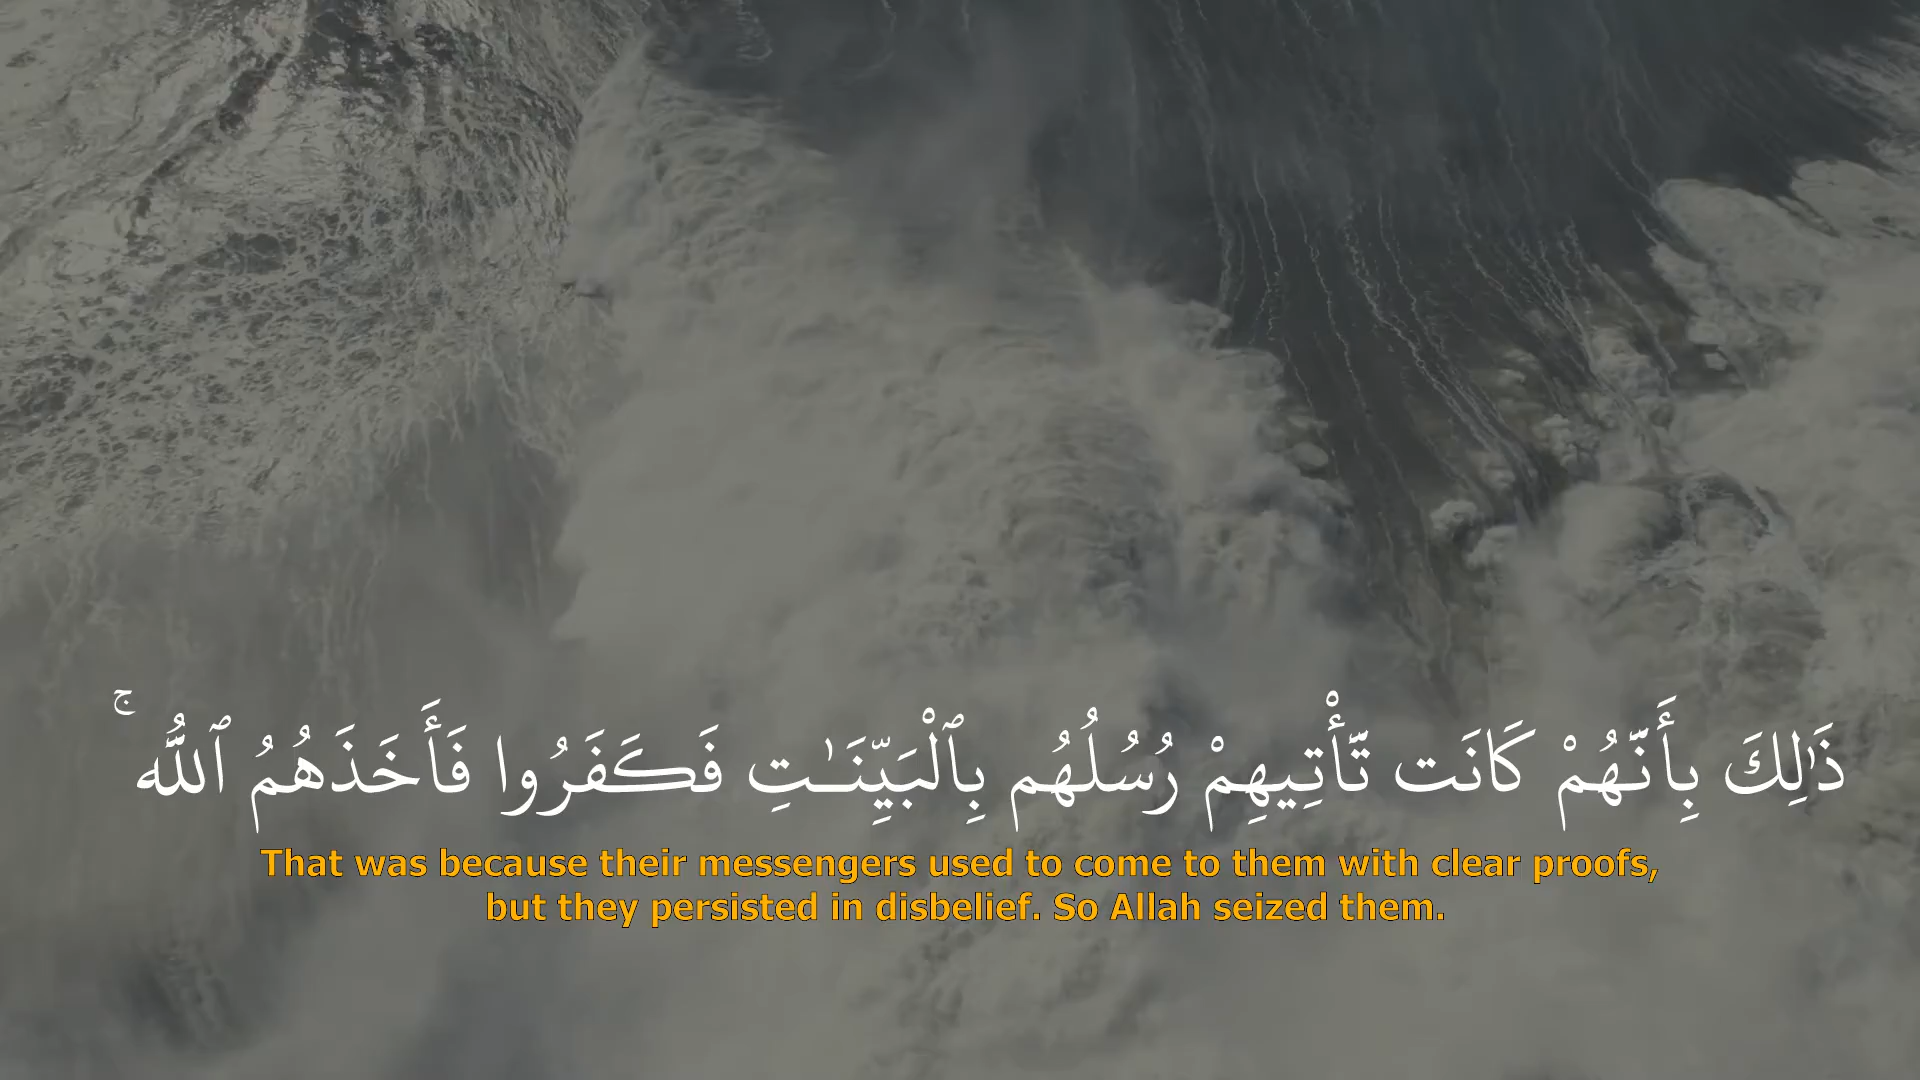 ذَٰلِكَ بِأَنَّهُمْ كَانَت تَّأْتِيهِمْ رُسُلُهُم بِٱلْبَيِّنَـٰتِ فَكَفَرُوا فَأَخَذَهُمُ ٱللَّهُ ۚ
That was because their messengers used to come to them with clear proofs,
but they persisted in disbelief. So Allah seized them.